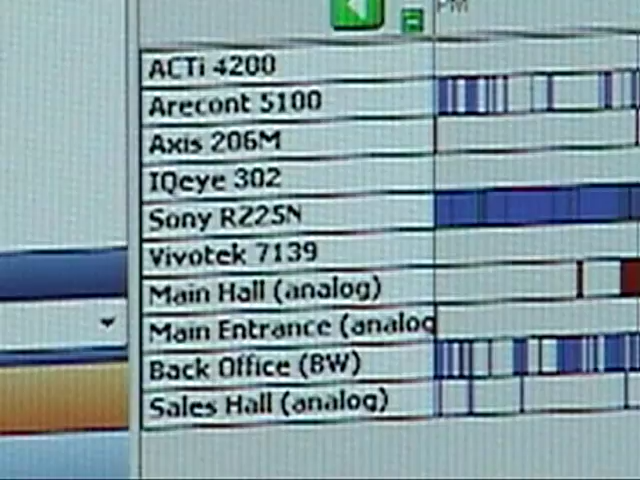 PM
ACTi 4200
Arecont 5100
Axis 206M
IQeye 302
Sony RZ25N
Vivotek 7139
Main Hall (analog)
Main Entrance (analog
Back Office (BW)
Sales Hall (analog)